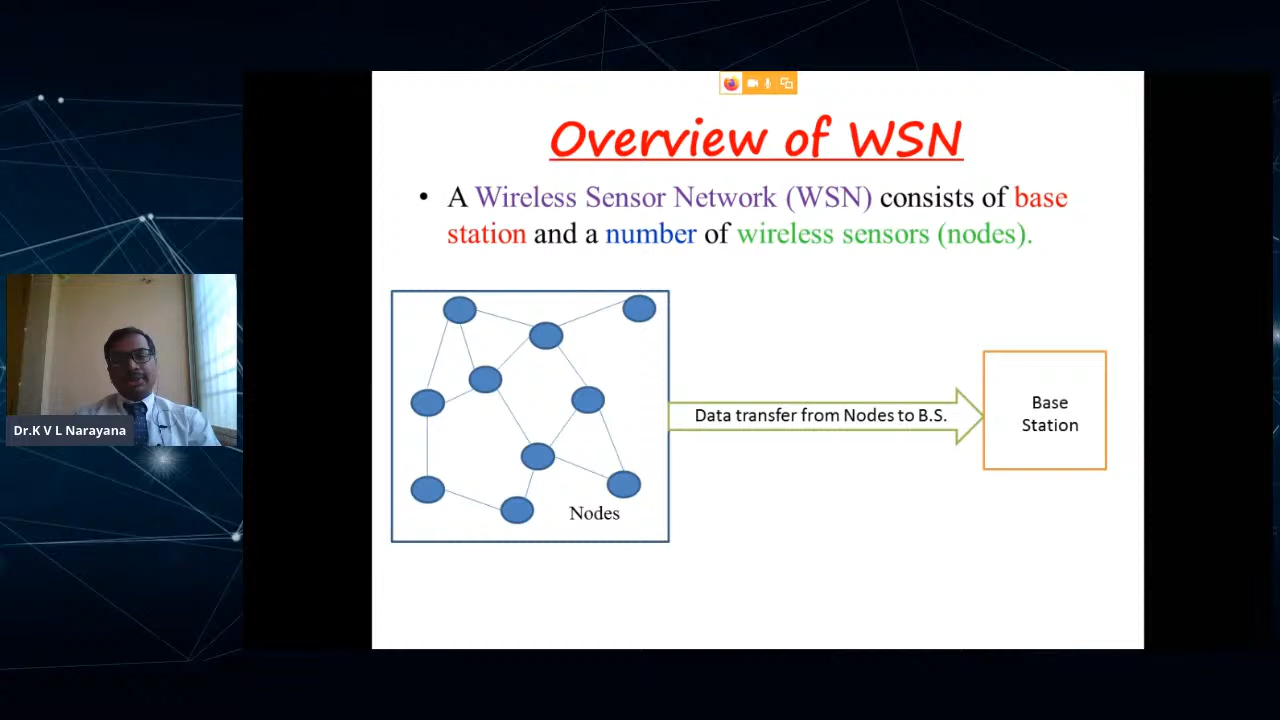 Overview of WSN
• A Wireless Sensor Network (WSN) consists of base
station and a number of wireless sensors (nodes).
Data transfer from Nodes to B.S.
Base
Station
Nodes
Dr.K V L Narayana